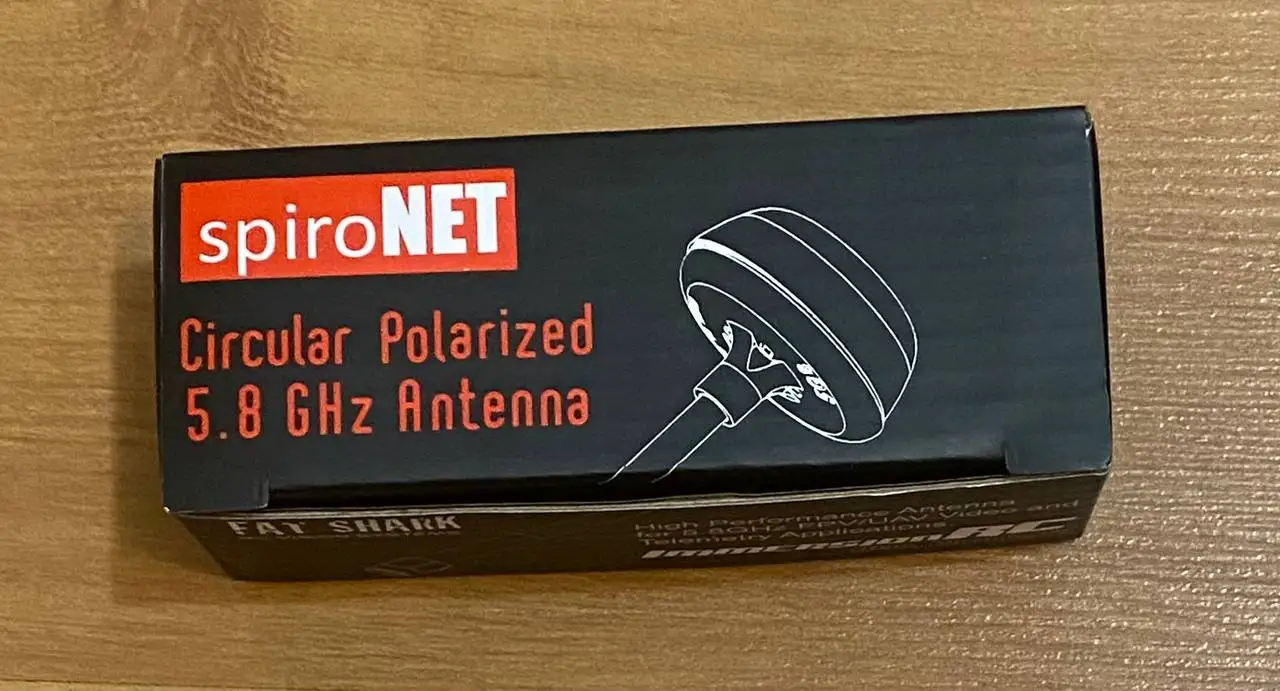 spiroNET
Circular Polarized
5.8 GHz Antenna
FAT SHARK
High Performance Antenna
for 5.8GHz FPV/UAV Video and
Telemetry Applications
ImmersionRC